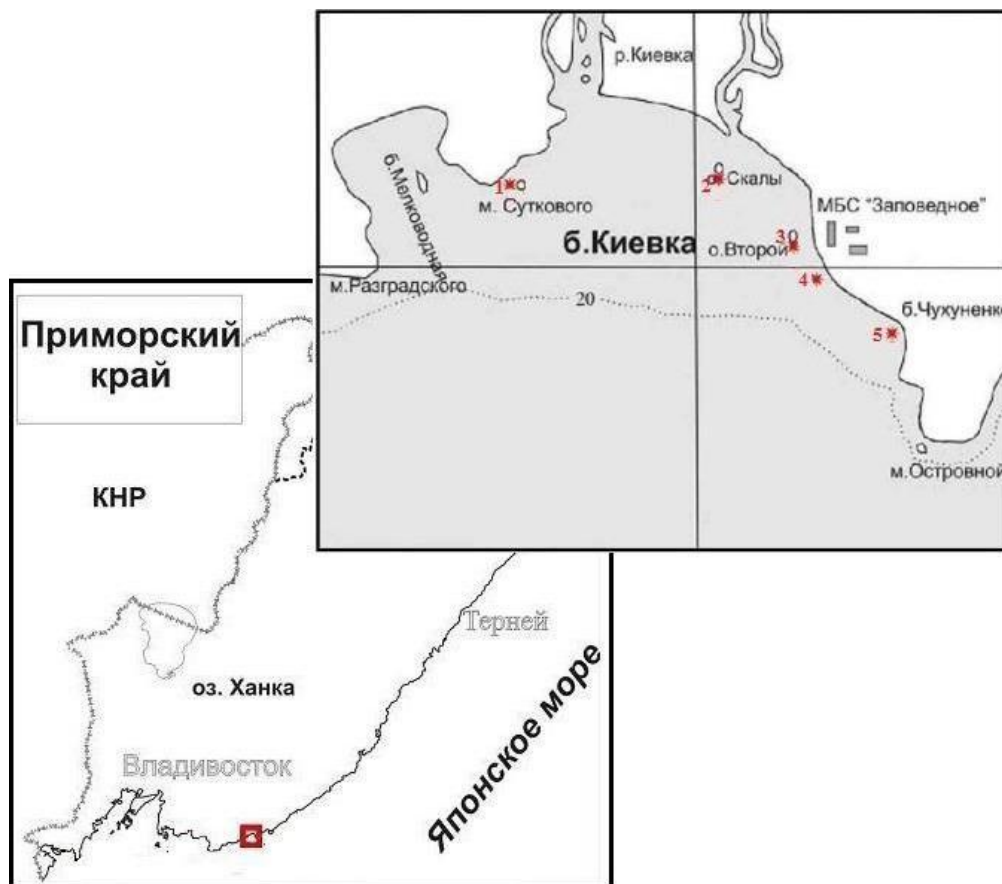 р.Киевка
б.Мелководная
1
м. Суткового
2
о. Скалы
МБС "Заповедное"
3
о.Второй
б.Киевка
м.Разградского
20
4
б.Чухуненко
5
м.Островной
Приморский
край
КНР
Терней
оз. Ханка
Владивосток
Японское море